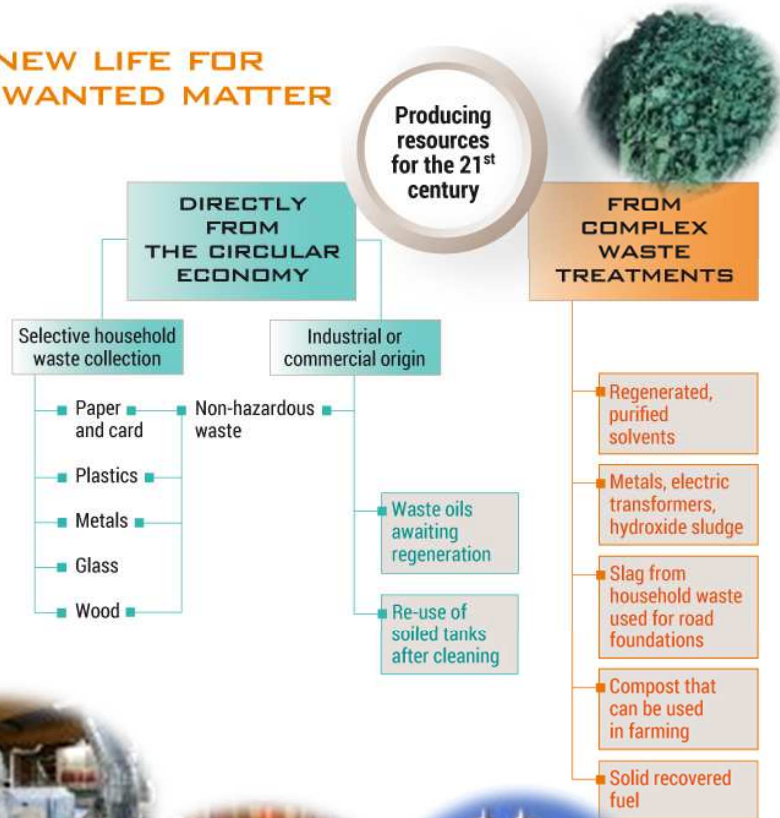 NEW LIFE FOR
WANTED MATTER
Producing
resources
for the 21st
century
DIRECTLY
FROM
THE CIRCULAR
ECONOMY
FROM
COMPLEX
WASTE
TREATMENTS
Selective household
waste collection
Industrial or
commercial origin
Paper
and card
Plastics
Metals
Glass
Wood
Non-hazardous
waste
Waste oils
awaiting
regeneration
Re-use of
soiled tanks
after cleaning
Regenerated,
purified
solvents
Metals, electric
transformers,
hydroxide sludge
Slag from
household waste
used for road
foundations
Compost that
can be used
in farming
Solid recovered
fuel